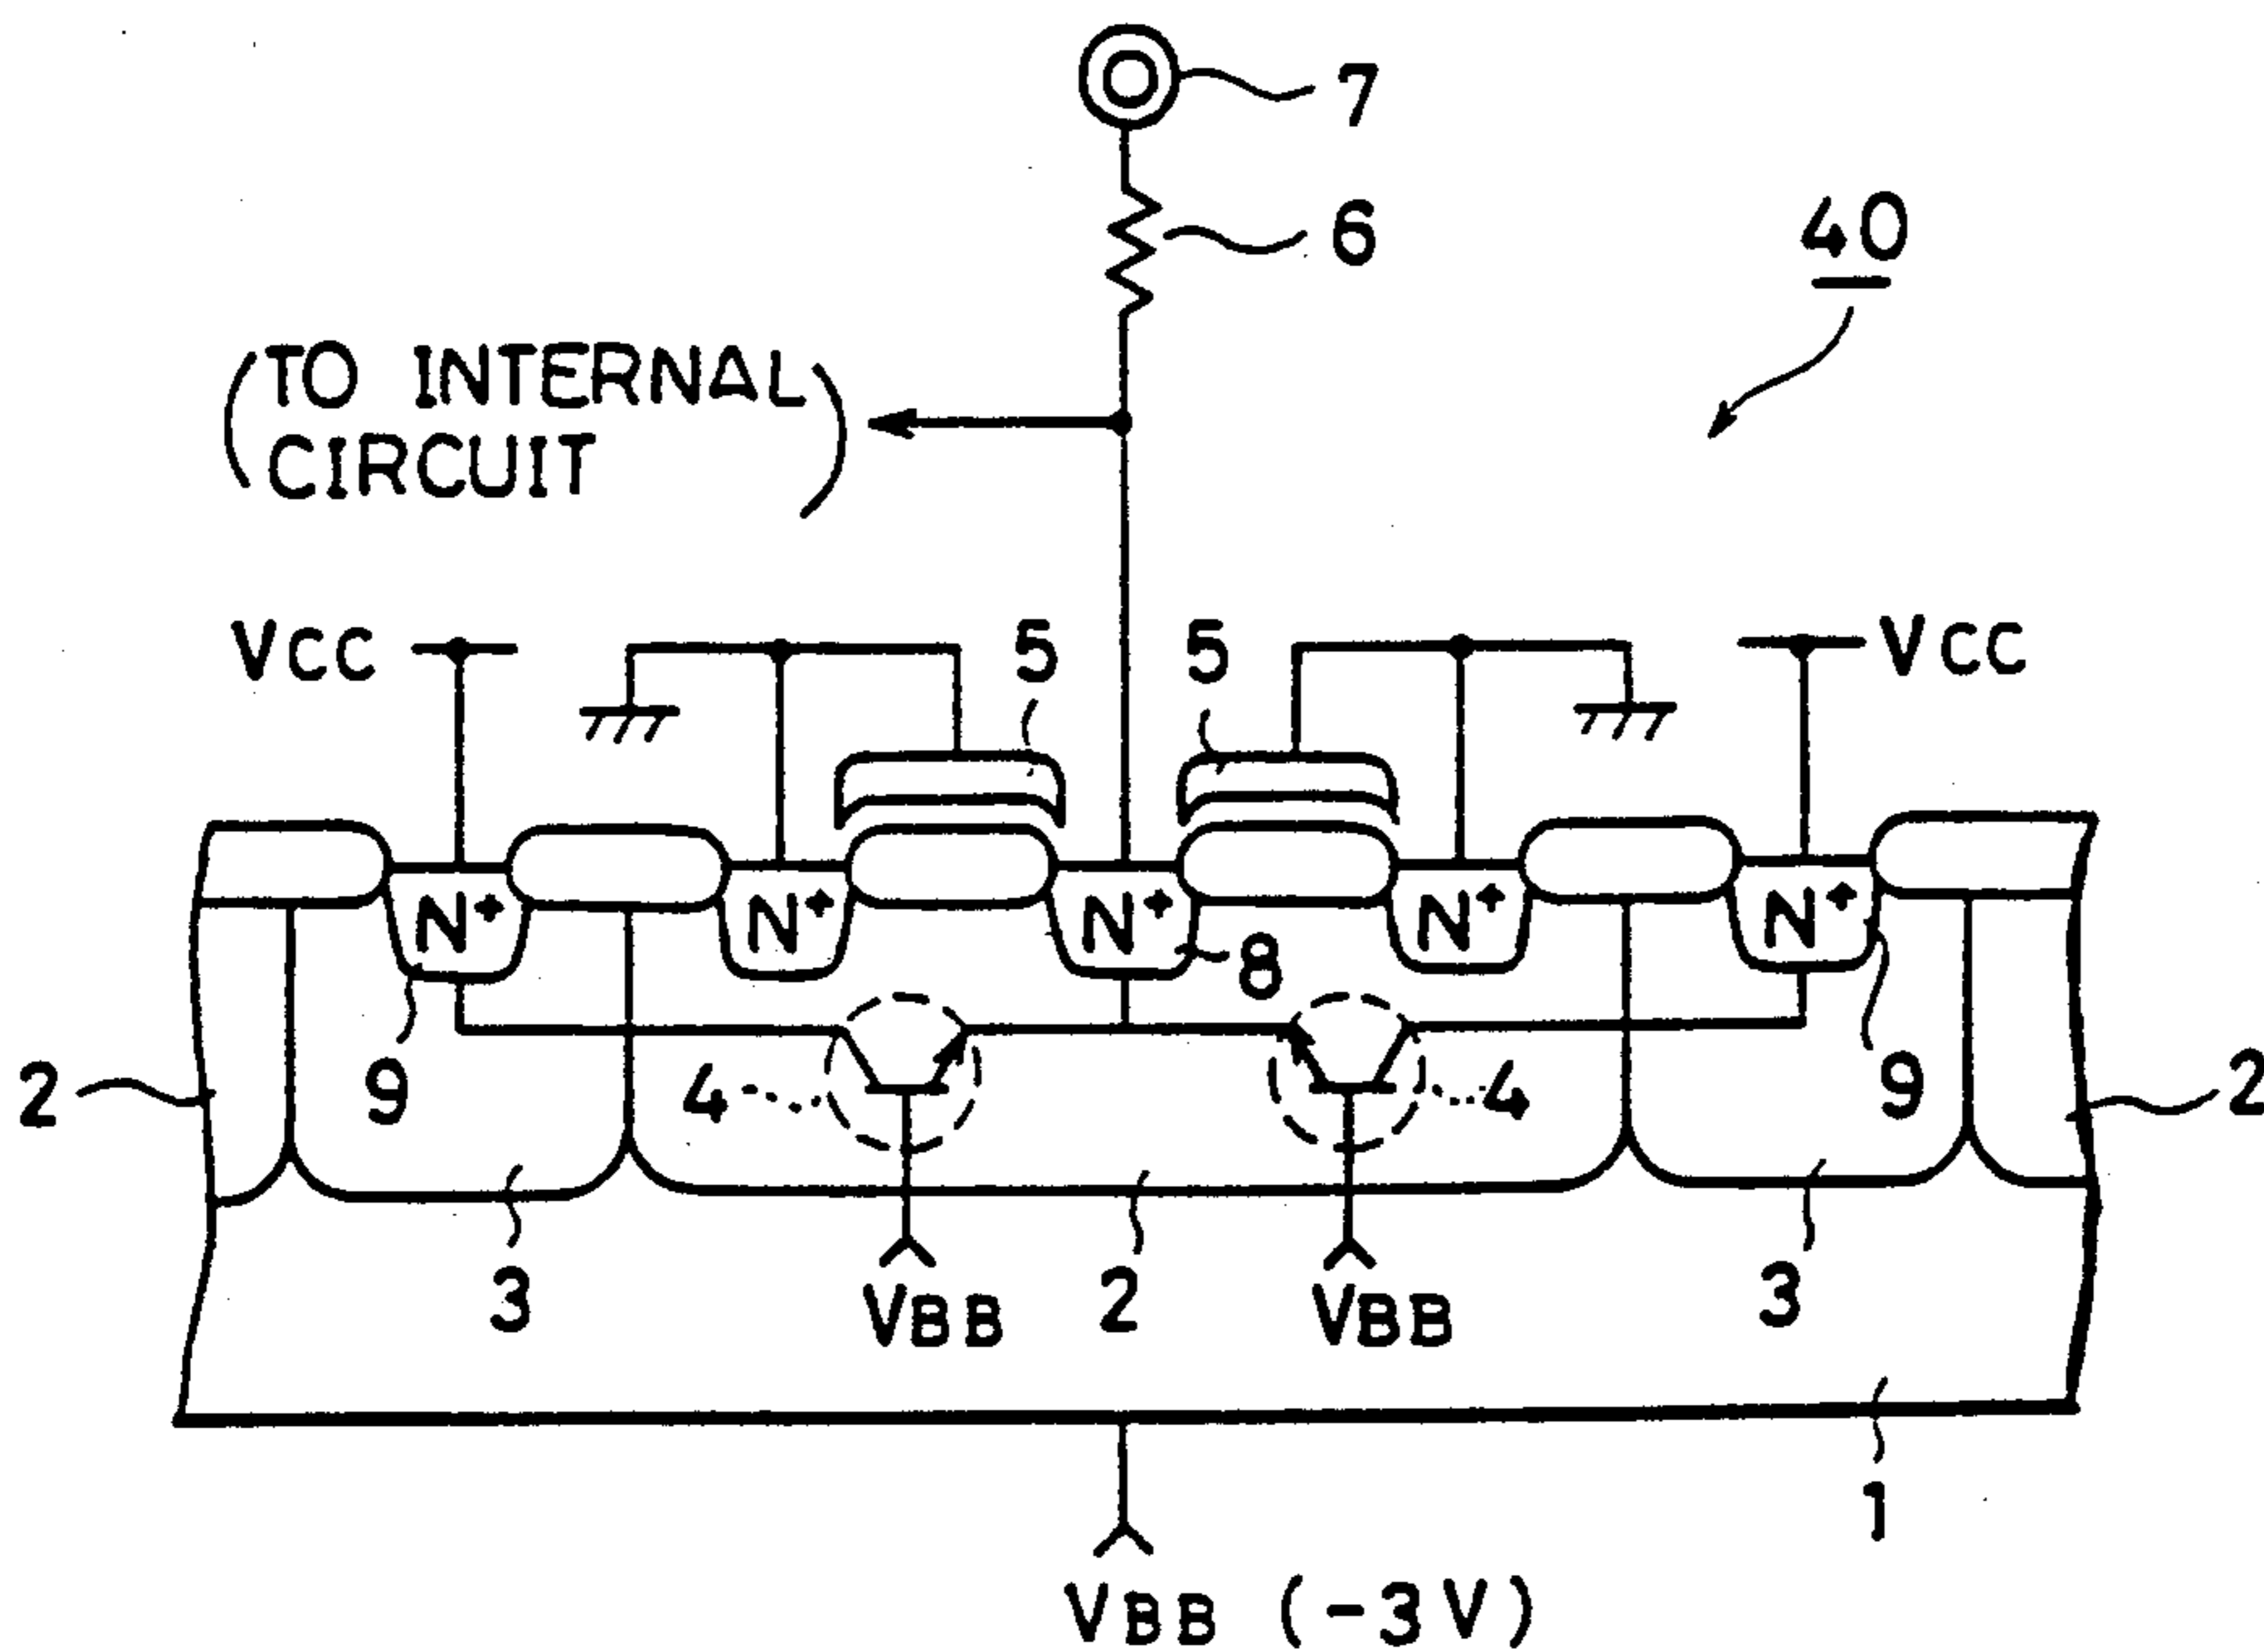 7
6
40
(TO INTERNAL
CIRCUIT)
VCC
5
5
VCC
N+
N+
N+
N+
N+
8
2
9
4
4
9
2
3
VBB
2
VBB
3
1
VBB (-3V)